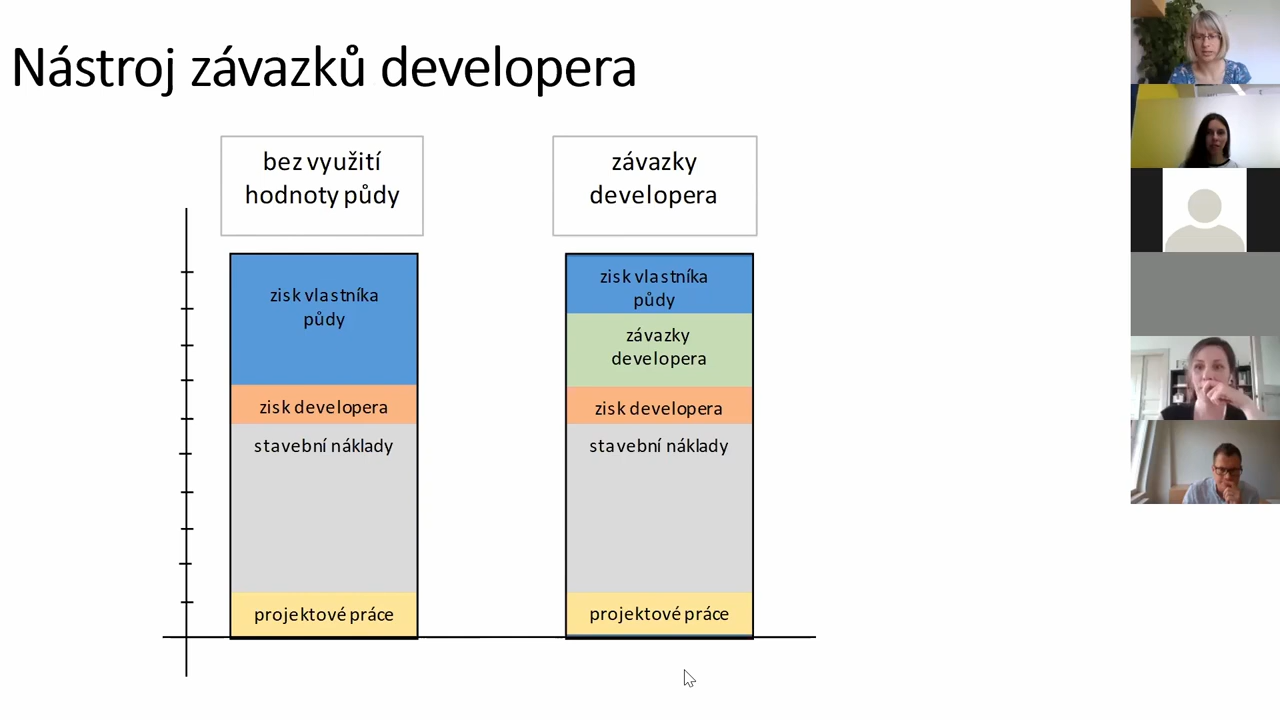 Nástroj závazků developera
bez využití
hodnoty půdy
závazky
developera
zisk vlastníka
půdy
zisk developera
stavební náklady
projektové práce
zisk vlastníka
půdy
závazky
developera
zisk developera
stavební náklady
projektové práce